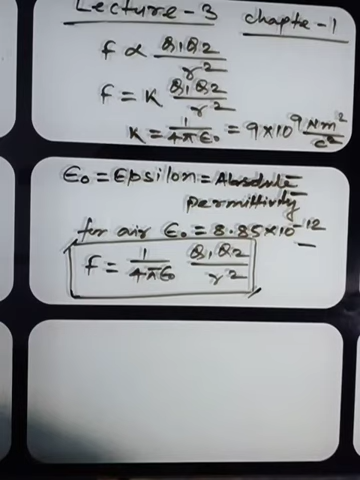 Lecture-3 chapte-1
f ∝ Q1Q2/r²
f = K Q1Q2/r²
K = 1/4πε0 = 9×10⁹ Nm²/c²
ε0 = Epsilon = Absolute
permittivity
for air ε0 = 8.85×10⁻¹²
f = 1/4πε0 Q1Q2/r²